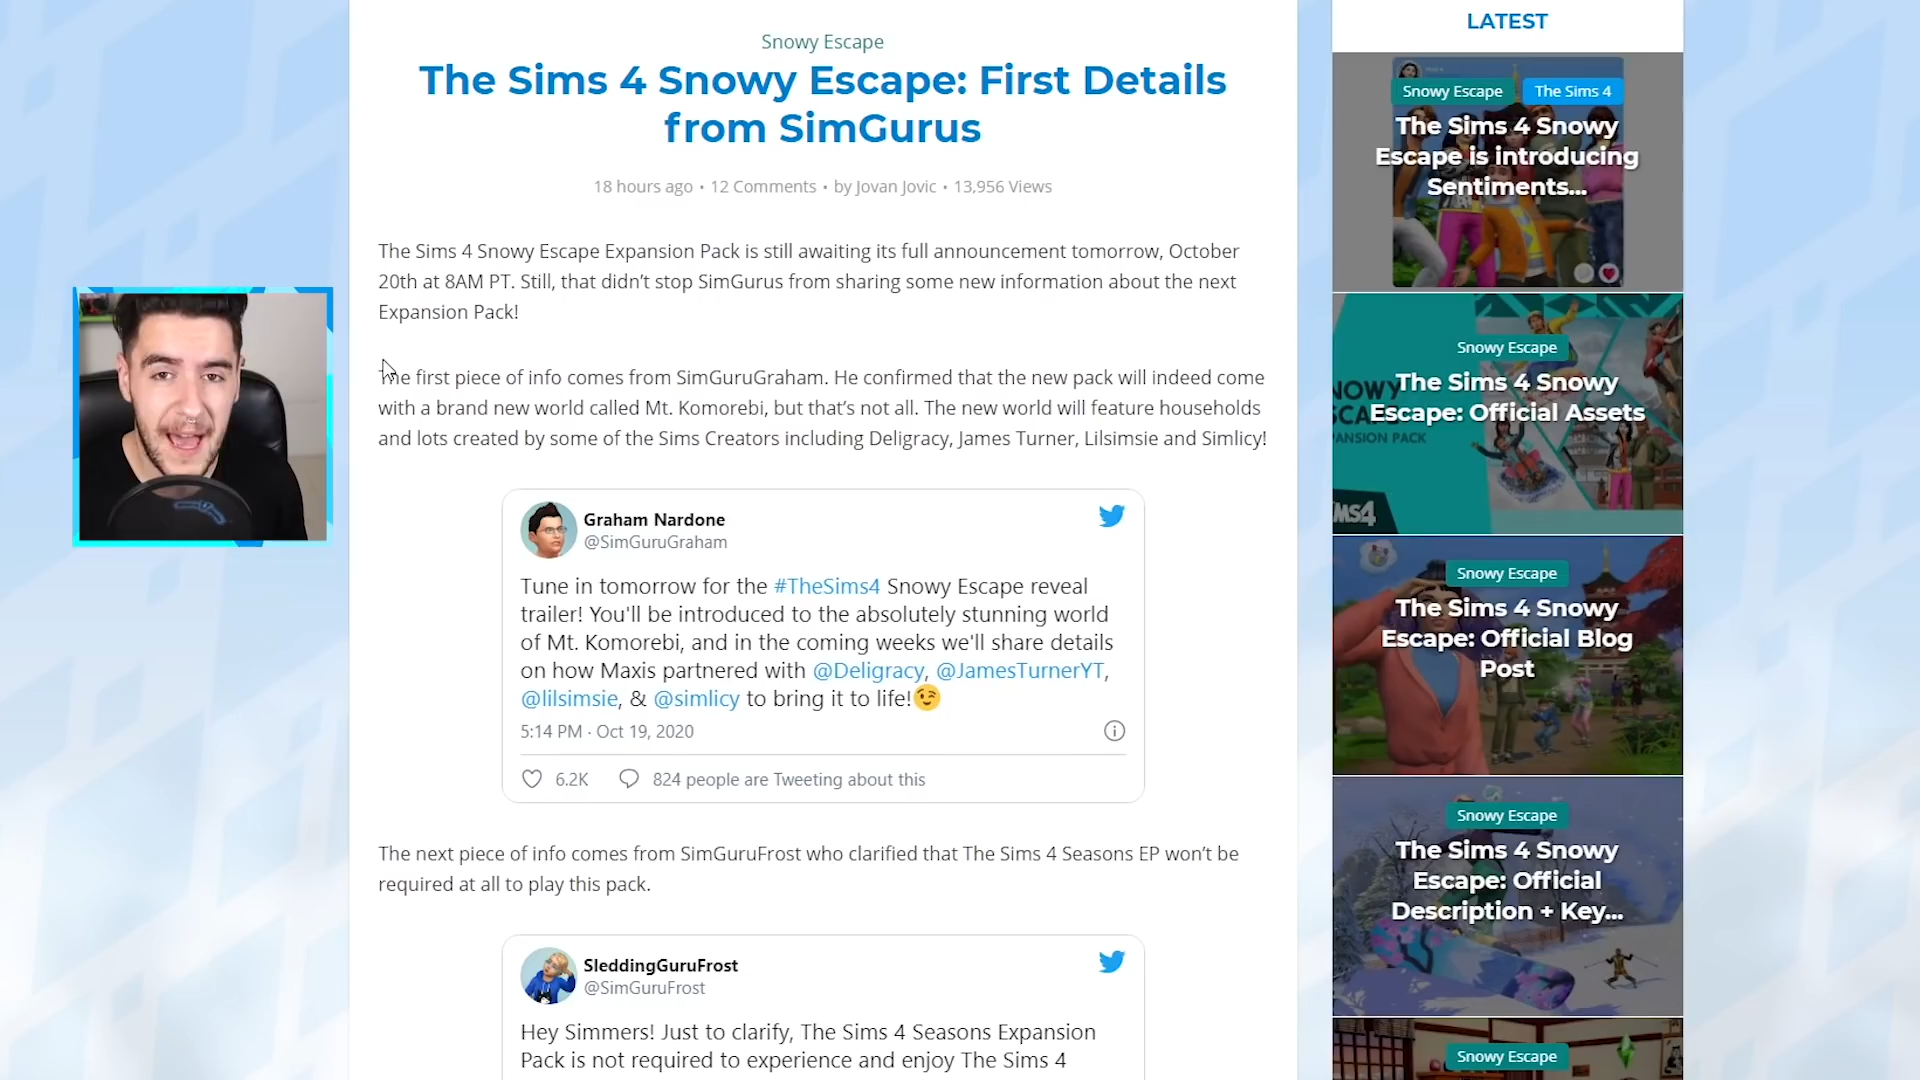 Snowy Escape
The Sims 4 Snowy Escape: First Details
from SimGurus
18 hours ago • 12 Comments • by Jovan Jovic • 13,956 Views
The Sims 4 Snowy Escape Expansion Pack is still awaiting its full announcement tomorrow, October
20th at 8AM PT. Still, that didn’t stop SimGurus from sharing some new information about the next
Expansion Pack!
The first piece of info comes from SimGuruGraham. He confirmed that the new pack will indeed come
with a brand new world called Mt. Komorebi, but that’s not all. The new world will feature households
and lots created by some of the Sims Creators including Deligracy, James Turner, Lilsimsie and Simlicy!
Graham Nardone
@SimGuruGraham
Tune in tomorrow for the #TheSims4 Snowy Escape reveal
trailer! You'll be introduced to the absolutely stunning world
of Mt. Komorebi, and in the coming weeks we'll share details
on how Maxis partnered with @Deligracy, @JamesTurnerYT,
@lilsimsie, & @simlicy to bring it to life!😉
5:14 PM · Oct 19, 2020
6.2K 824 people are Tweeting about this
The next piece of info comes from SimGuruFrost who clarified that The Sims 4 Seasons EP won’t be
required at all to play this pack.
SleddingGuruFrost
@SimGuruFrost
Hey Simmers! Just to clarify, The Sims 4 Seasons Expansion
Pack is not required to experience and enjoy The Sims 4
LATEST
Snowy Escape The Sims 4
The Sims 4 Snowy
Escape is introducing
Sentiments...
Snowy Escape
The Sims 4 Snowy
Escape: Official Assets
PANSION PACK
IMS4
Snowy Escape
The Sims 4 Snowy
Escape: Official Blog
Post
Snowy Escape
The Sims 4 Snowy
Escape: Official
Description + Key...
Snowy Escape